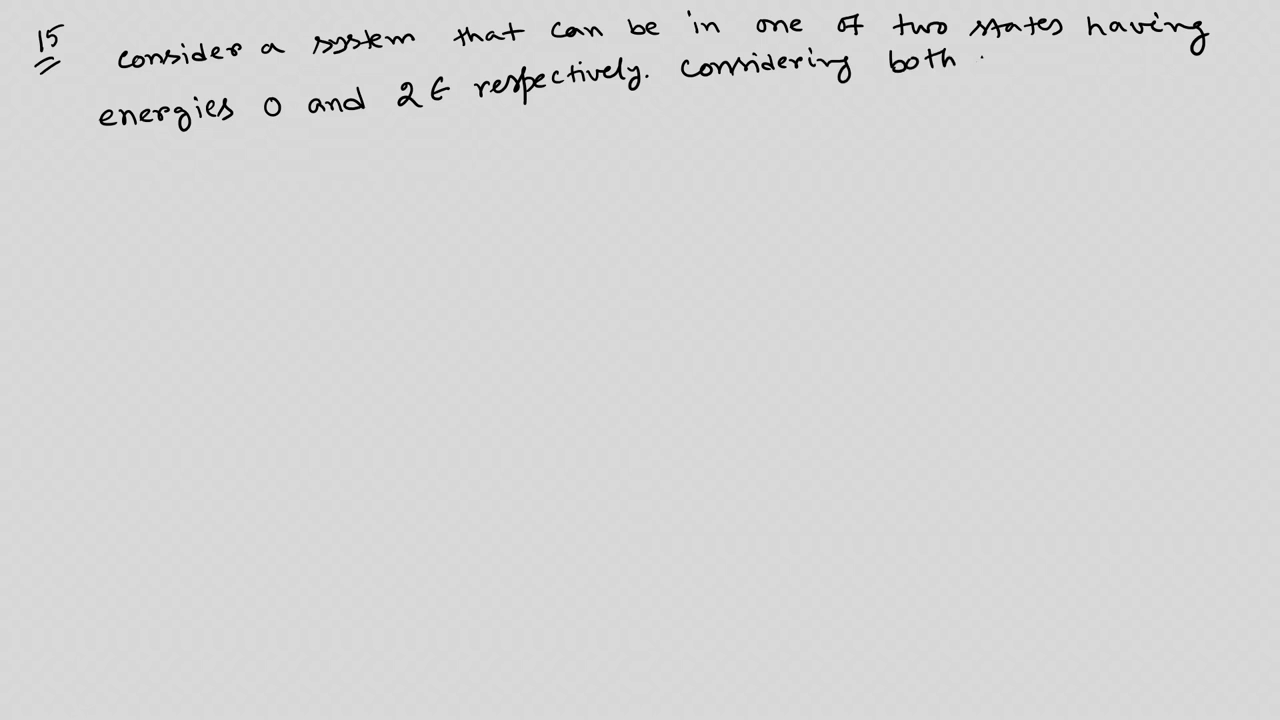 15 consider a system that can be in one of two states having
energies 0 and 2ϵ respectively. Considering both